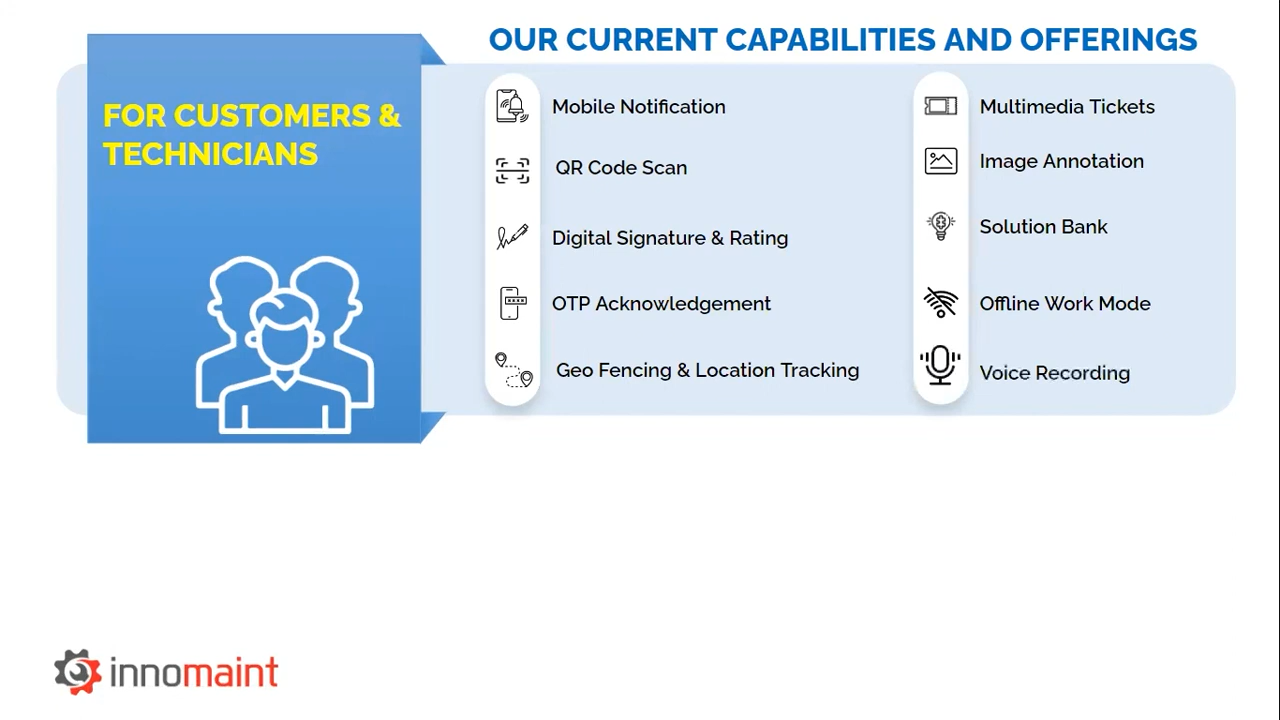 OUR CURRENT CAPABILITIES AND OFFERINGS
FOR CUSTOMERS &
TECHNICIANS
Mobile Notification
QR Code Scan
Digital Signature & Rating
OTP Acknowledgement
Geo Fencing & Location Tracking
Multimedia Tickets
Image Annotation
Solution Bank
Offline Work Mode
Voice Recording
innomaint